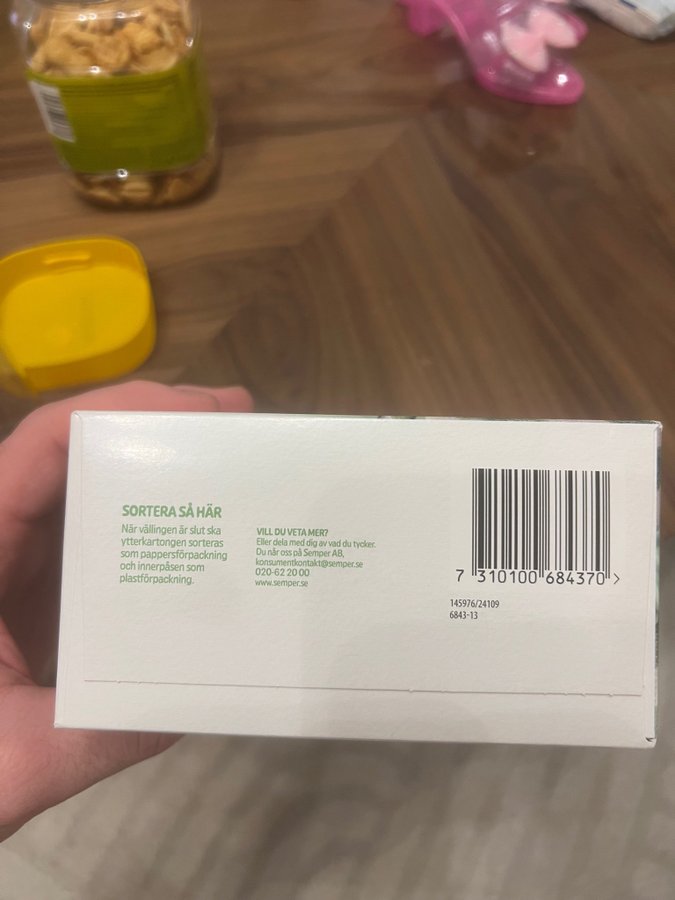 SORTERA SÅ HÄR
När vällingen är slut ska
ytterkartongen sorteras
som pappersförpackning
och innerpåsen som
plastförpackning.
VILL DU VETA MER?
Eller dela med dig av vad du tycker.
Du når oss på Semper AB,
konsumentkontakt@semper.se
020-62 20 00
www.semper.se
7 310100 684370 >
145976/24109
6843-13